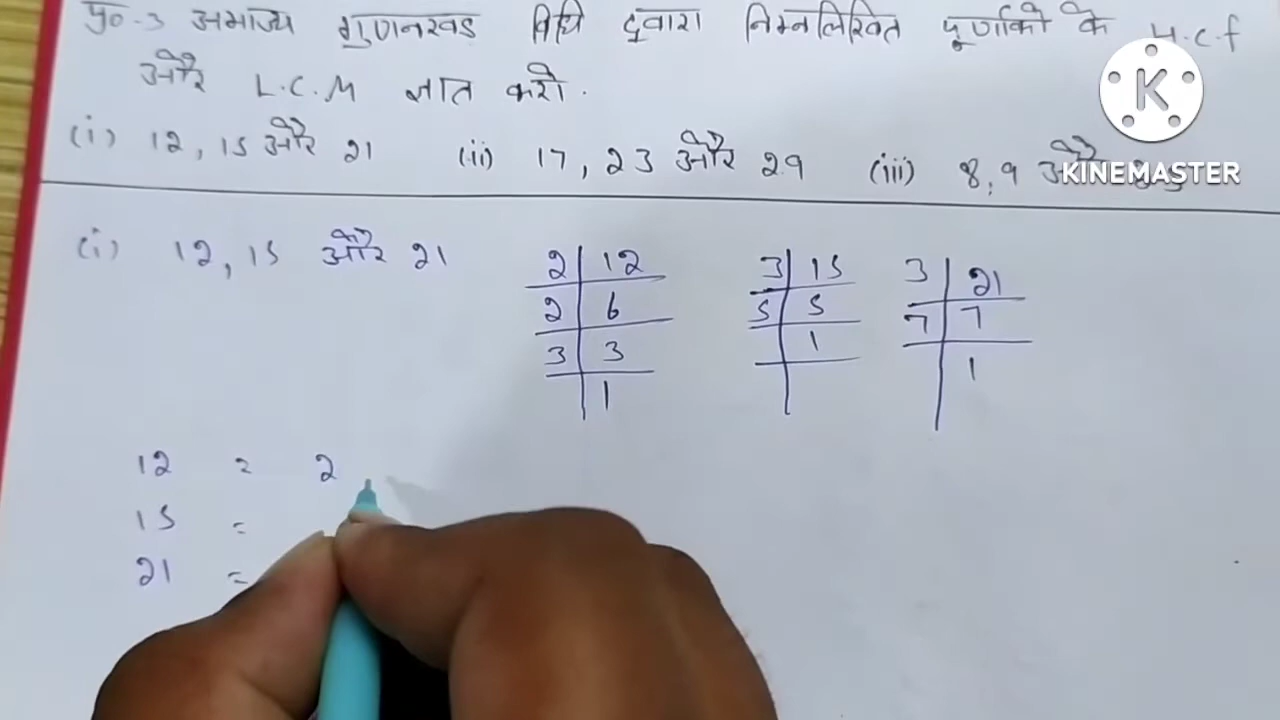 प्र०-3 अभाज्य गुणनखंड विधि द्वारा निम्नलिखित पूर्णांको के H.C.f
और L.C.M ज्ञात करो.
(i) 12, 15 और 21 (ii) 17, 23 और 29 (iii) 8, 9 और
K
KINEMASTER
(i) 12, 15 और 21
2 12
2 6
3 3
1
3 15
5 5
1
3 21
7 7
1
12 = 2
15 =
21 =